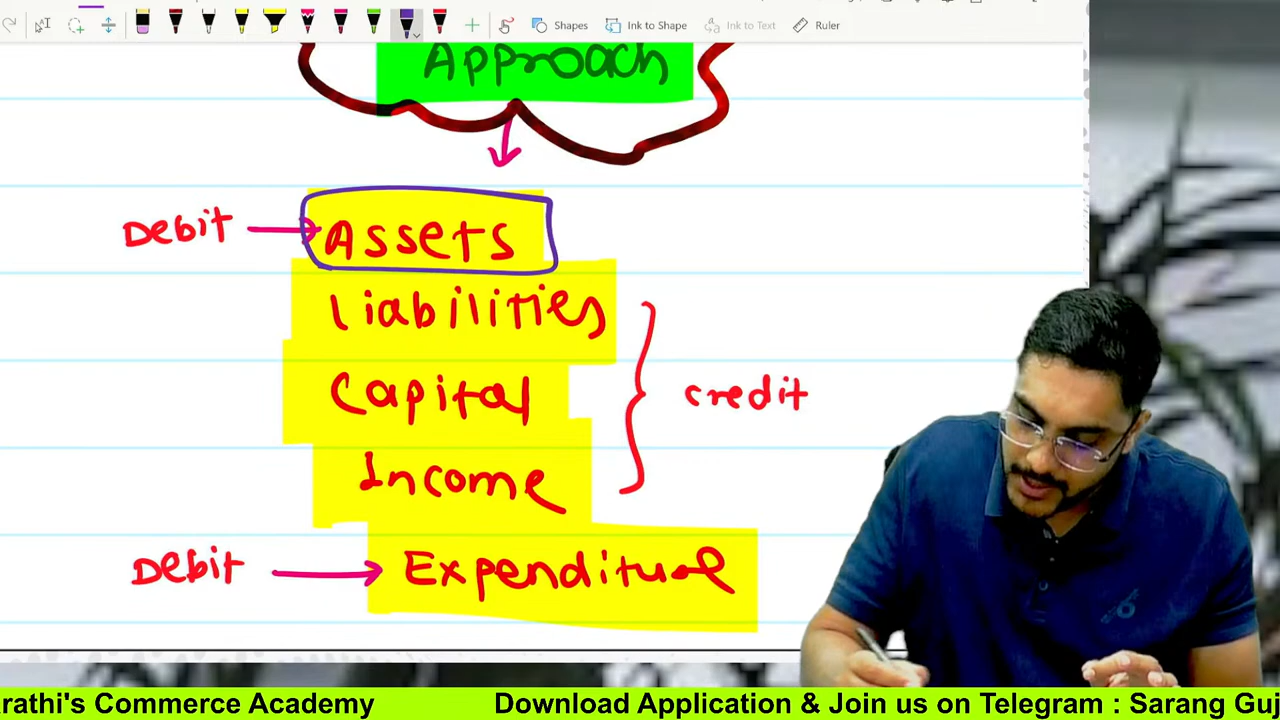 Shapes Ink to Shape Ink to Text Ruler
Approach
Debit Assets
Liabilities
Capital credit
Income
Debit Expenditure
arathi's Commerce Academy Download Application & Join us on Telegram : Sarang Guj